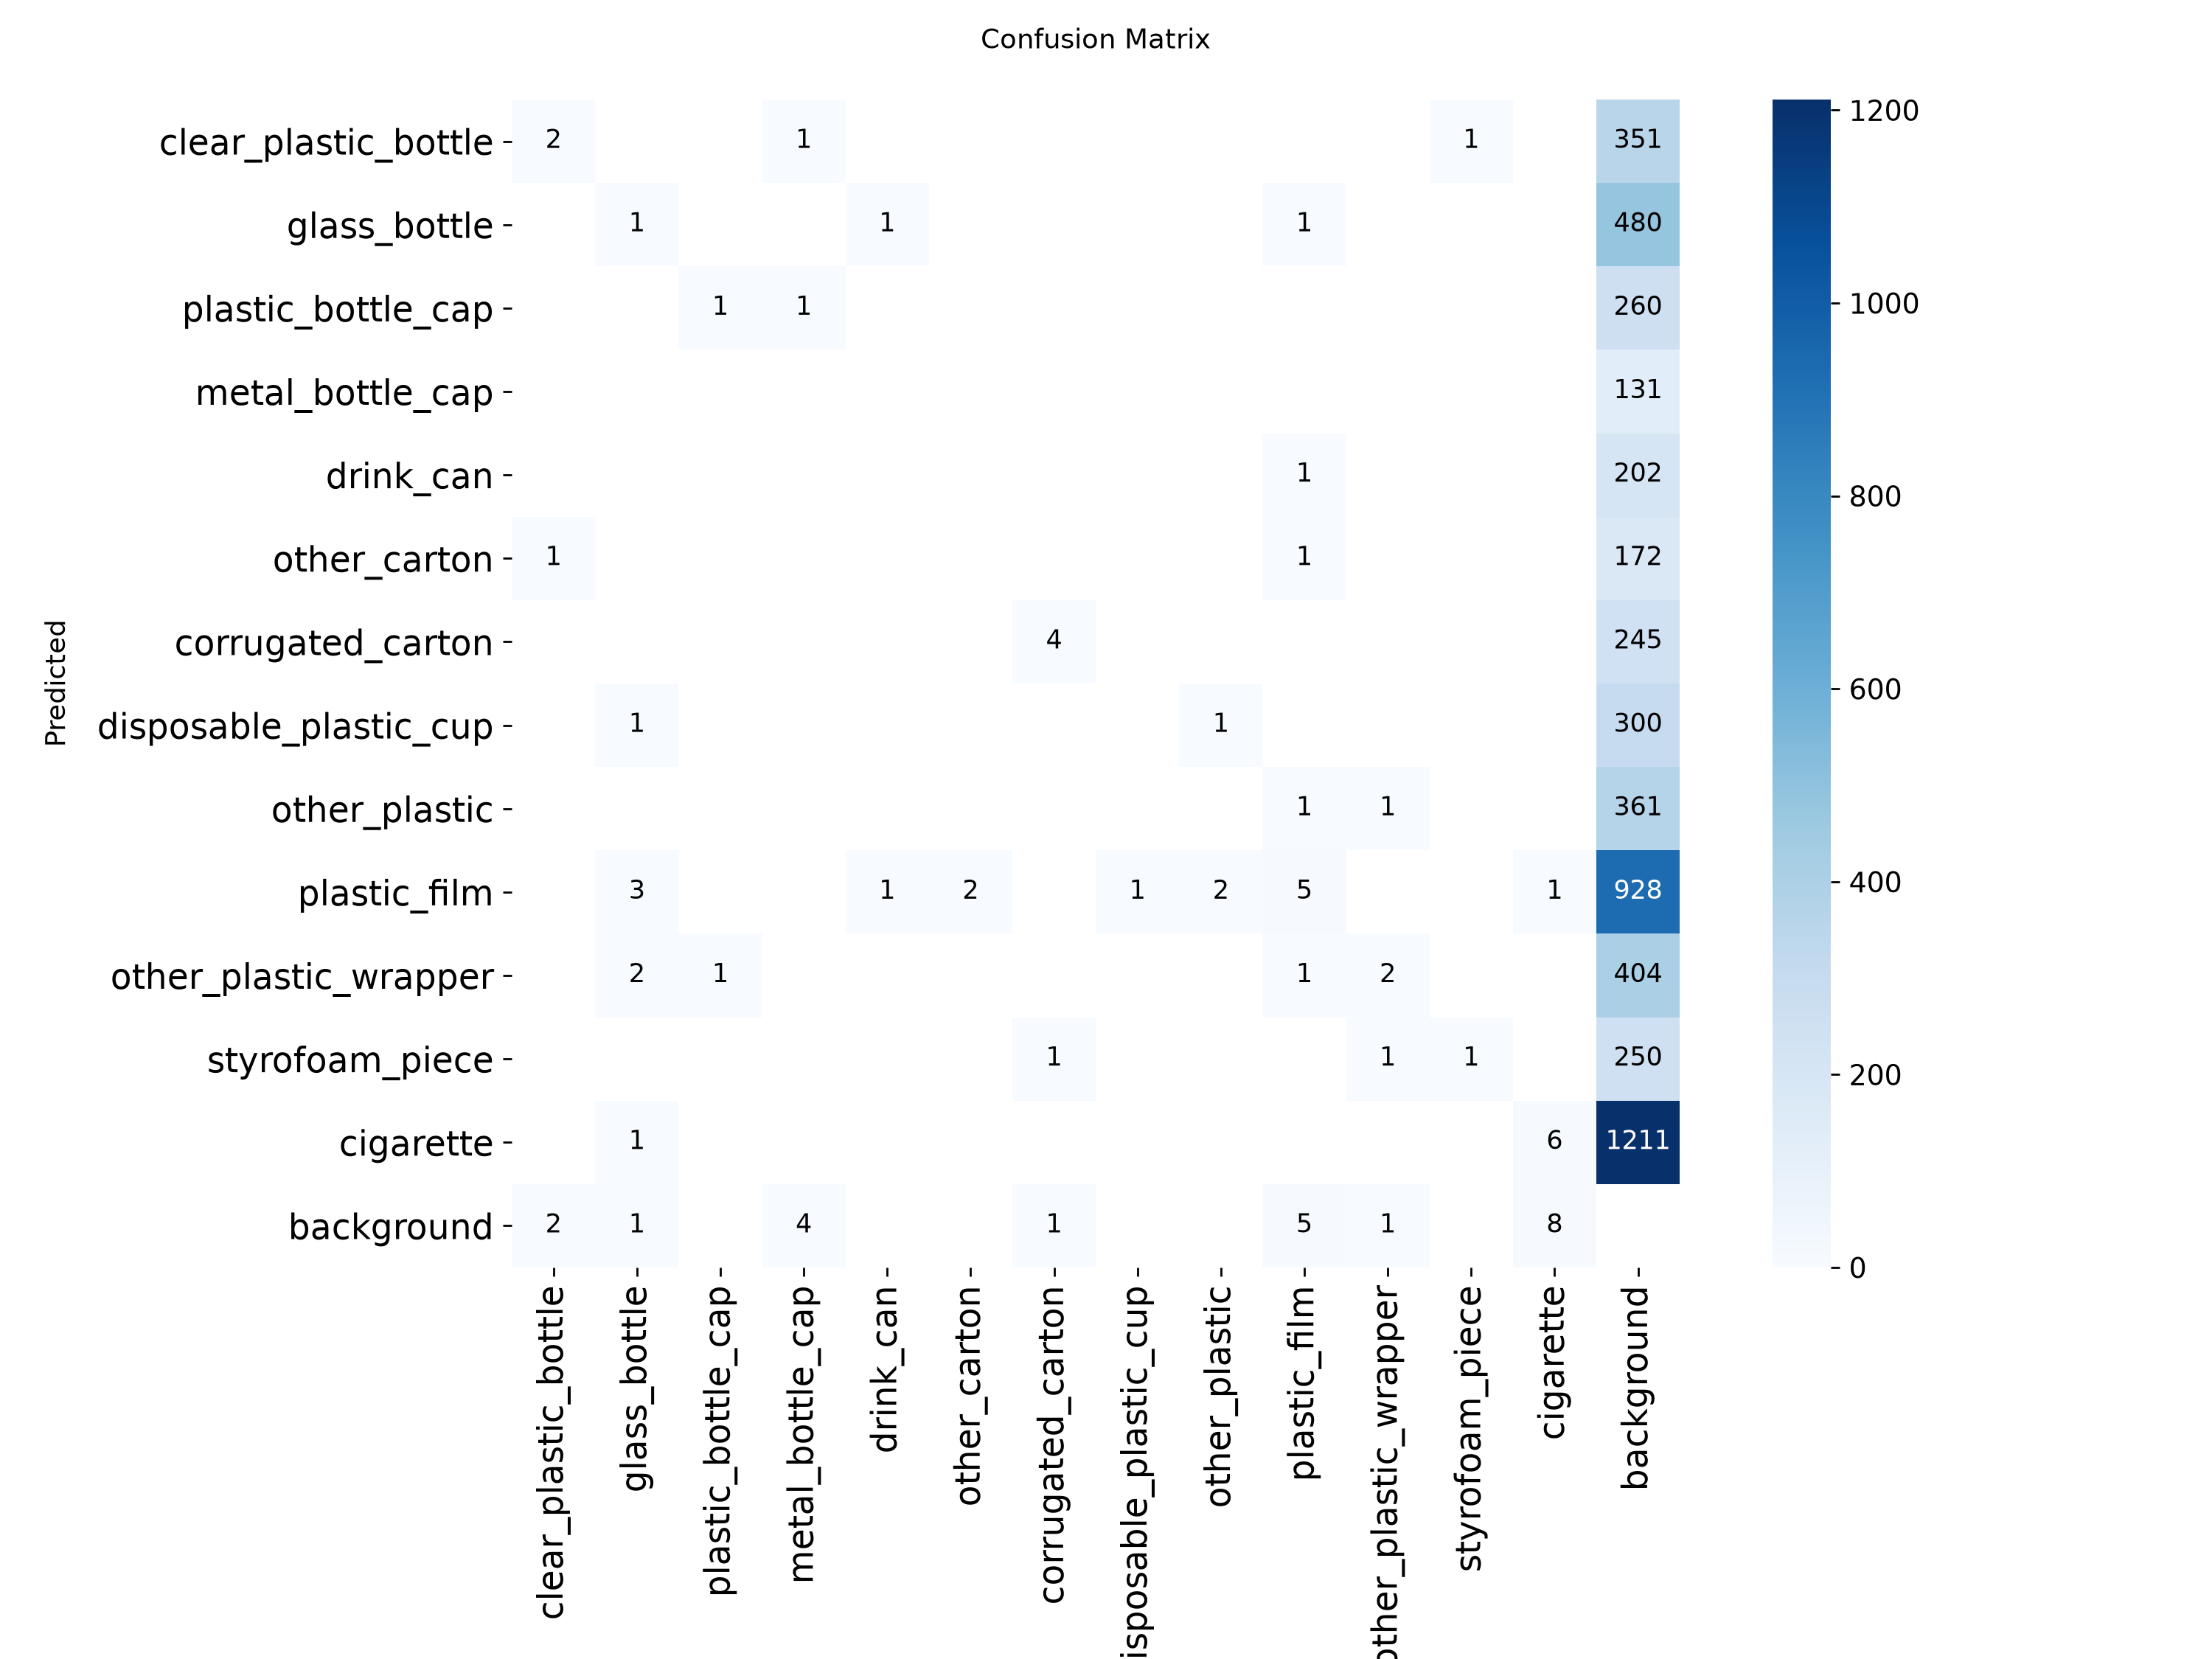 Confusion Matrix
Predicted
clear_plastic_bottle 2 1 1 351
glass_bottle 1 1 1 480
plastic_bottle_cap 1 1 260
metal_bottle_cap 131
drink_can 1 202
other_carton 1 1 172
corrugated_carton 4 245
disposable_plastic_cup 1 1 300
other_plastic 1 1 361
plastic_film 3 1 2 1 2 5 1 928
other_plastic_wrapper 2 1 1 2 404
styrofoam_piece 1 1 1 250
cigarette 1 6 1211
background 2 1 4 1 5 1 8
clear_plastic_bottle
glass_bottle
plastic_bottle_cap
metal_bottle_cap
drink_can
other_carton
corrugated_carton
isposable_plastic_cup
other_plastic
plastic_film
other_plastic_wrapper
styrofoam_piece
cigarette
background
1200
1000
800
600
400
200
0